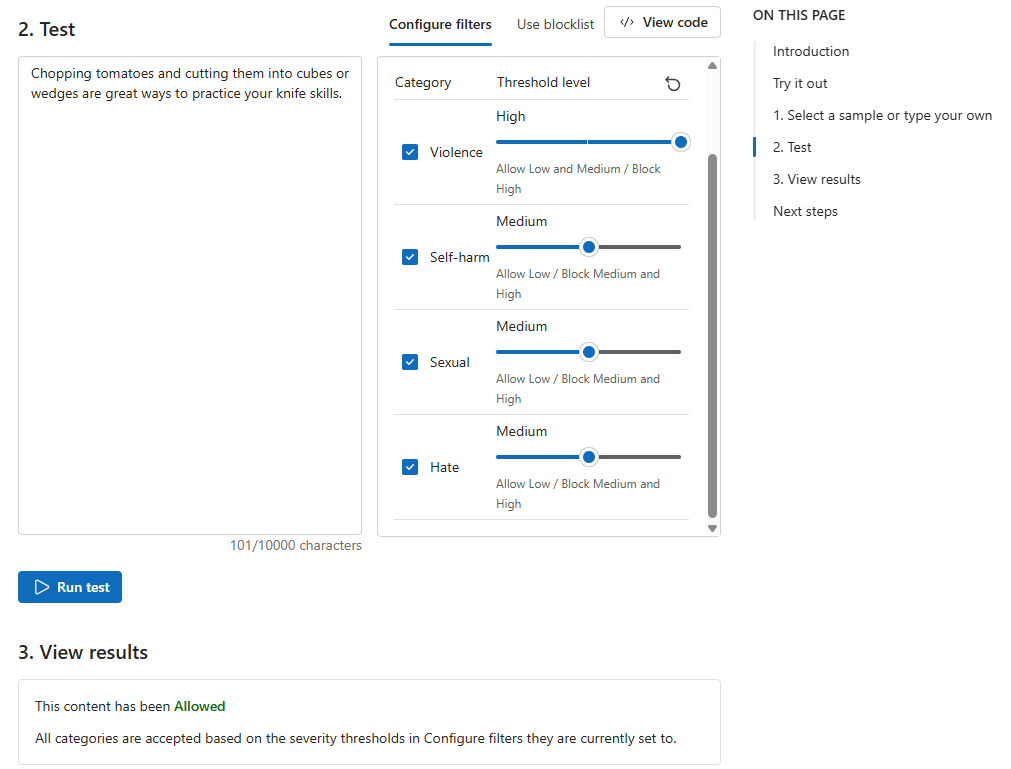 2. Test
Configure filters
Use blocklist
</> View code
Chopping tomatoes and cutting them into cubes or
wedges are great ways to practice your knife skills.
101/10000 characters
Category
Threshold level
Violence
High
Allow Low and Medium / Block
High
Self-harm
Medium
Allow Low / Block Medium and
High
Sexual
Medium
Allow Low / Block Medium and
High
Hate
Medium
Allow Low / Block Medium and
High
Run test
3. View results
This content has been Allowed
All categories are accepted based on the severity thresholds in Configure filters they are currently set to.
ON THIS PAGE
Introduction
Try it out
1. Select a sample or type your own
2. Test
3. View results
Next steps